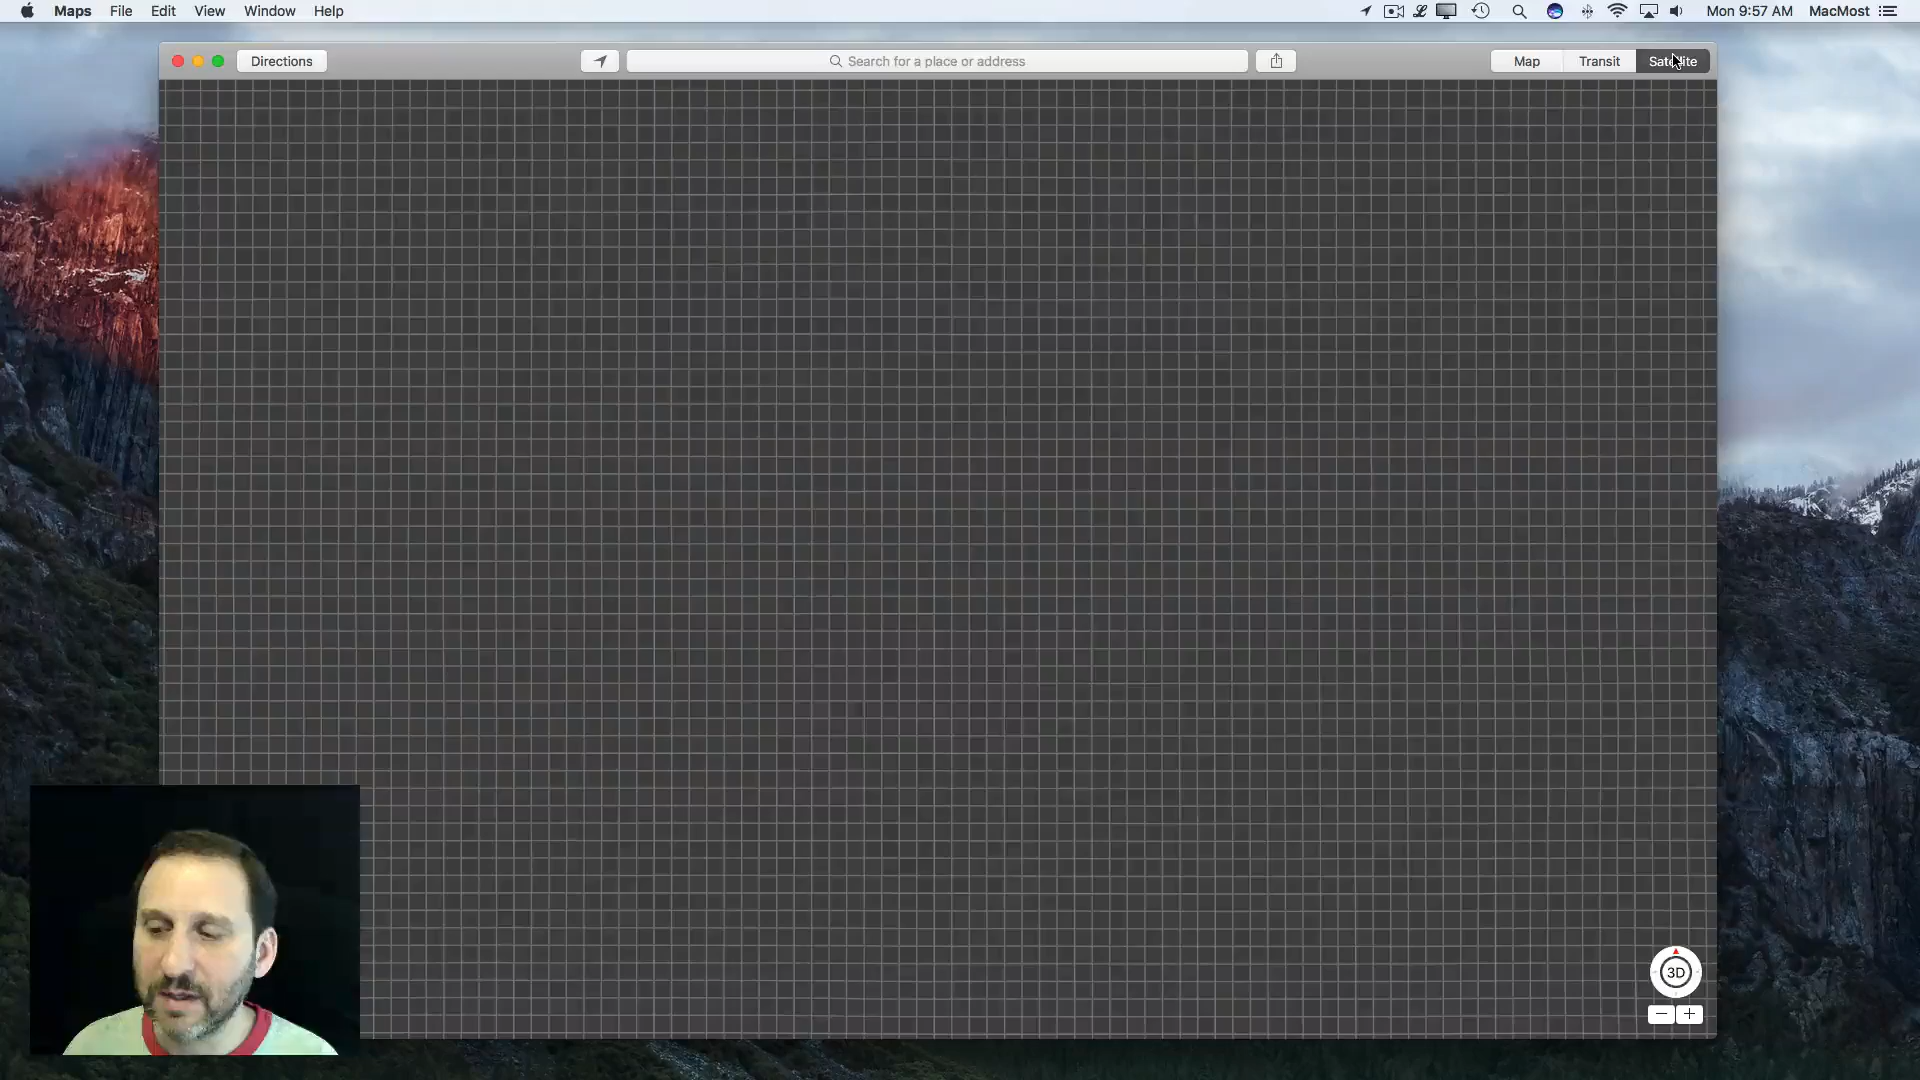 Maps File Edit View Window Help Mon 9:57 AM MacMost
Directions Search for a place or address Map Transit Satellite
3D